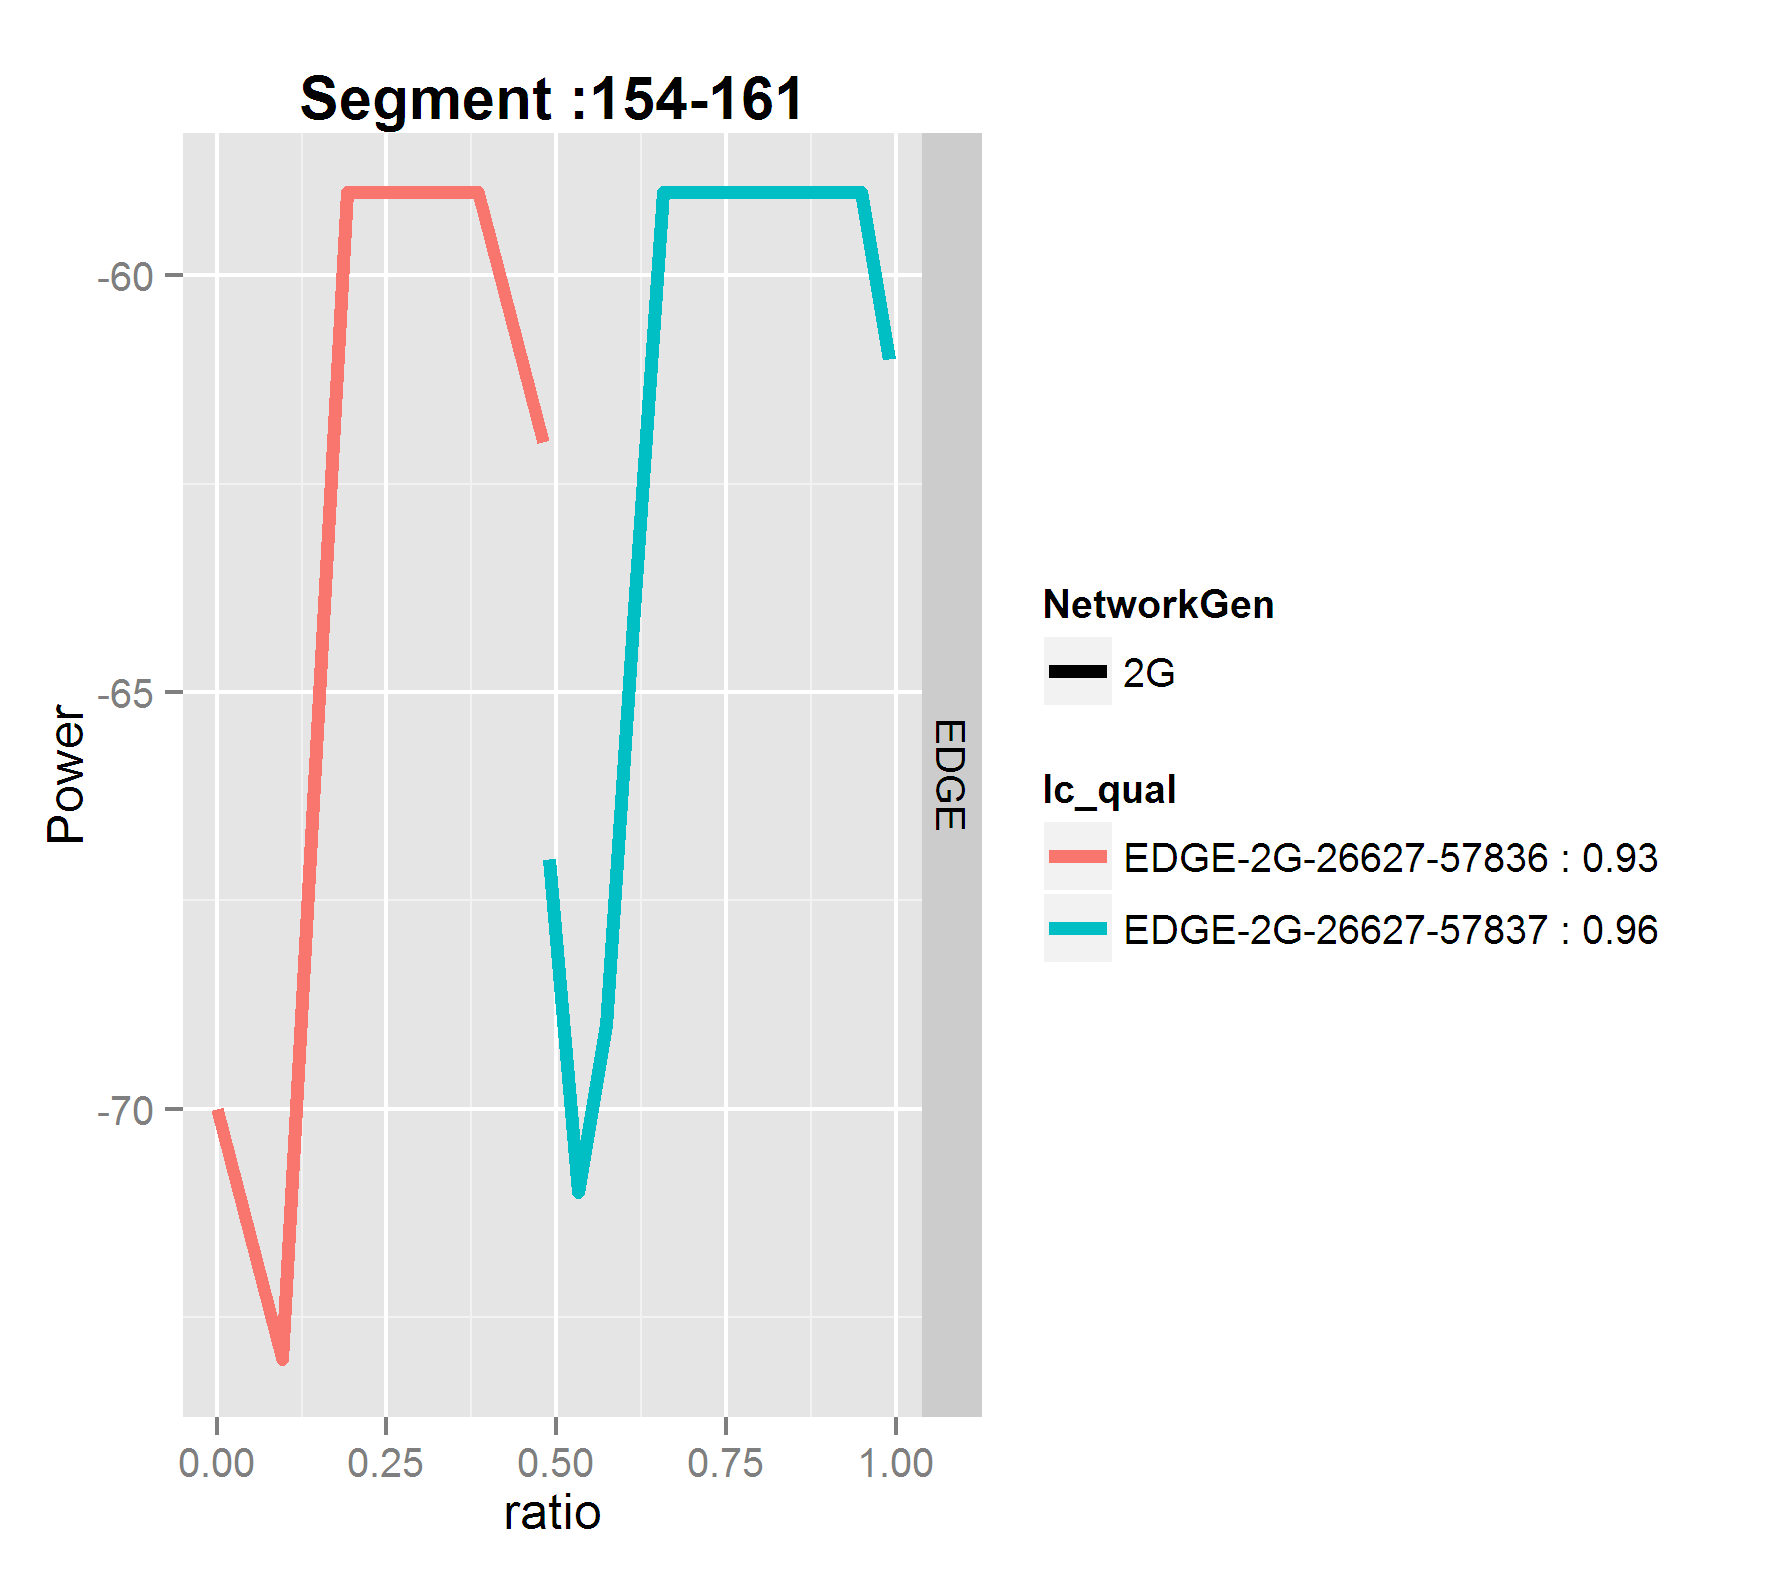 Segment :154-161
Power
-60
-65
-70
EDGE
0.00 0.25 0.50 0.75 1.00
ratio
NetworkGen
2G
lc_qual
EDGE-2G-26627-57836 : 0.93
EDGE-2G-26627-57837 : 0.96